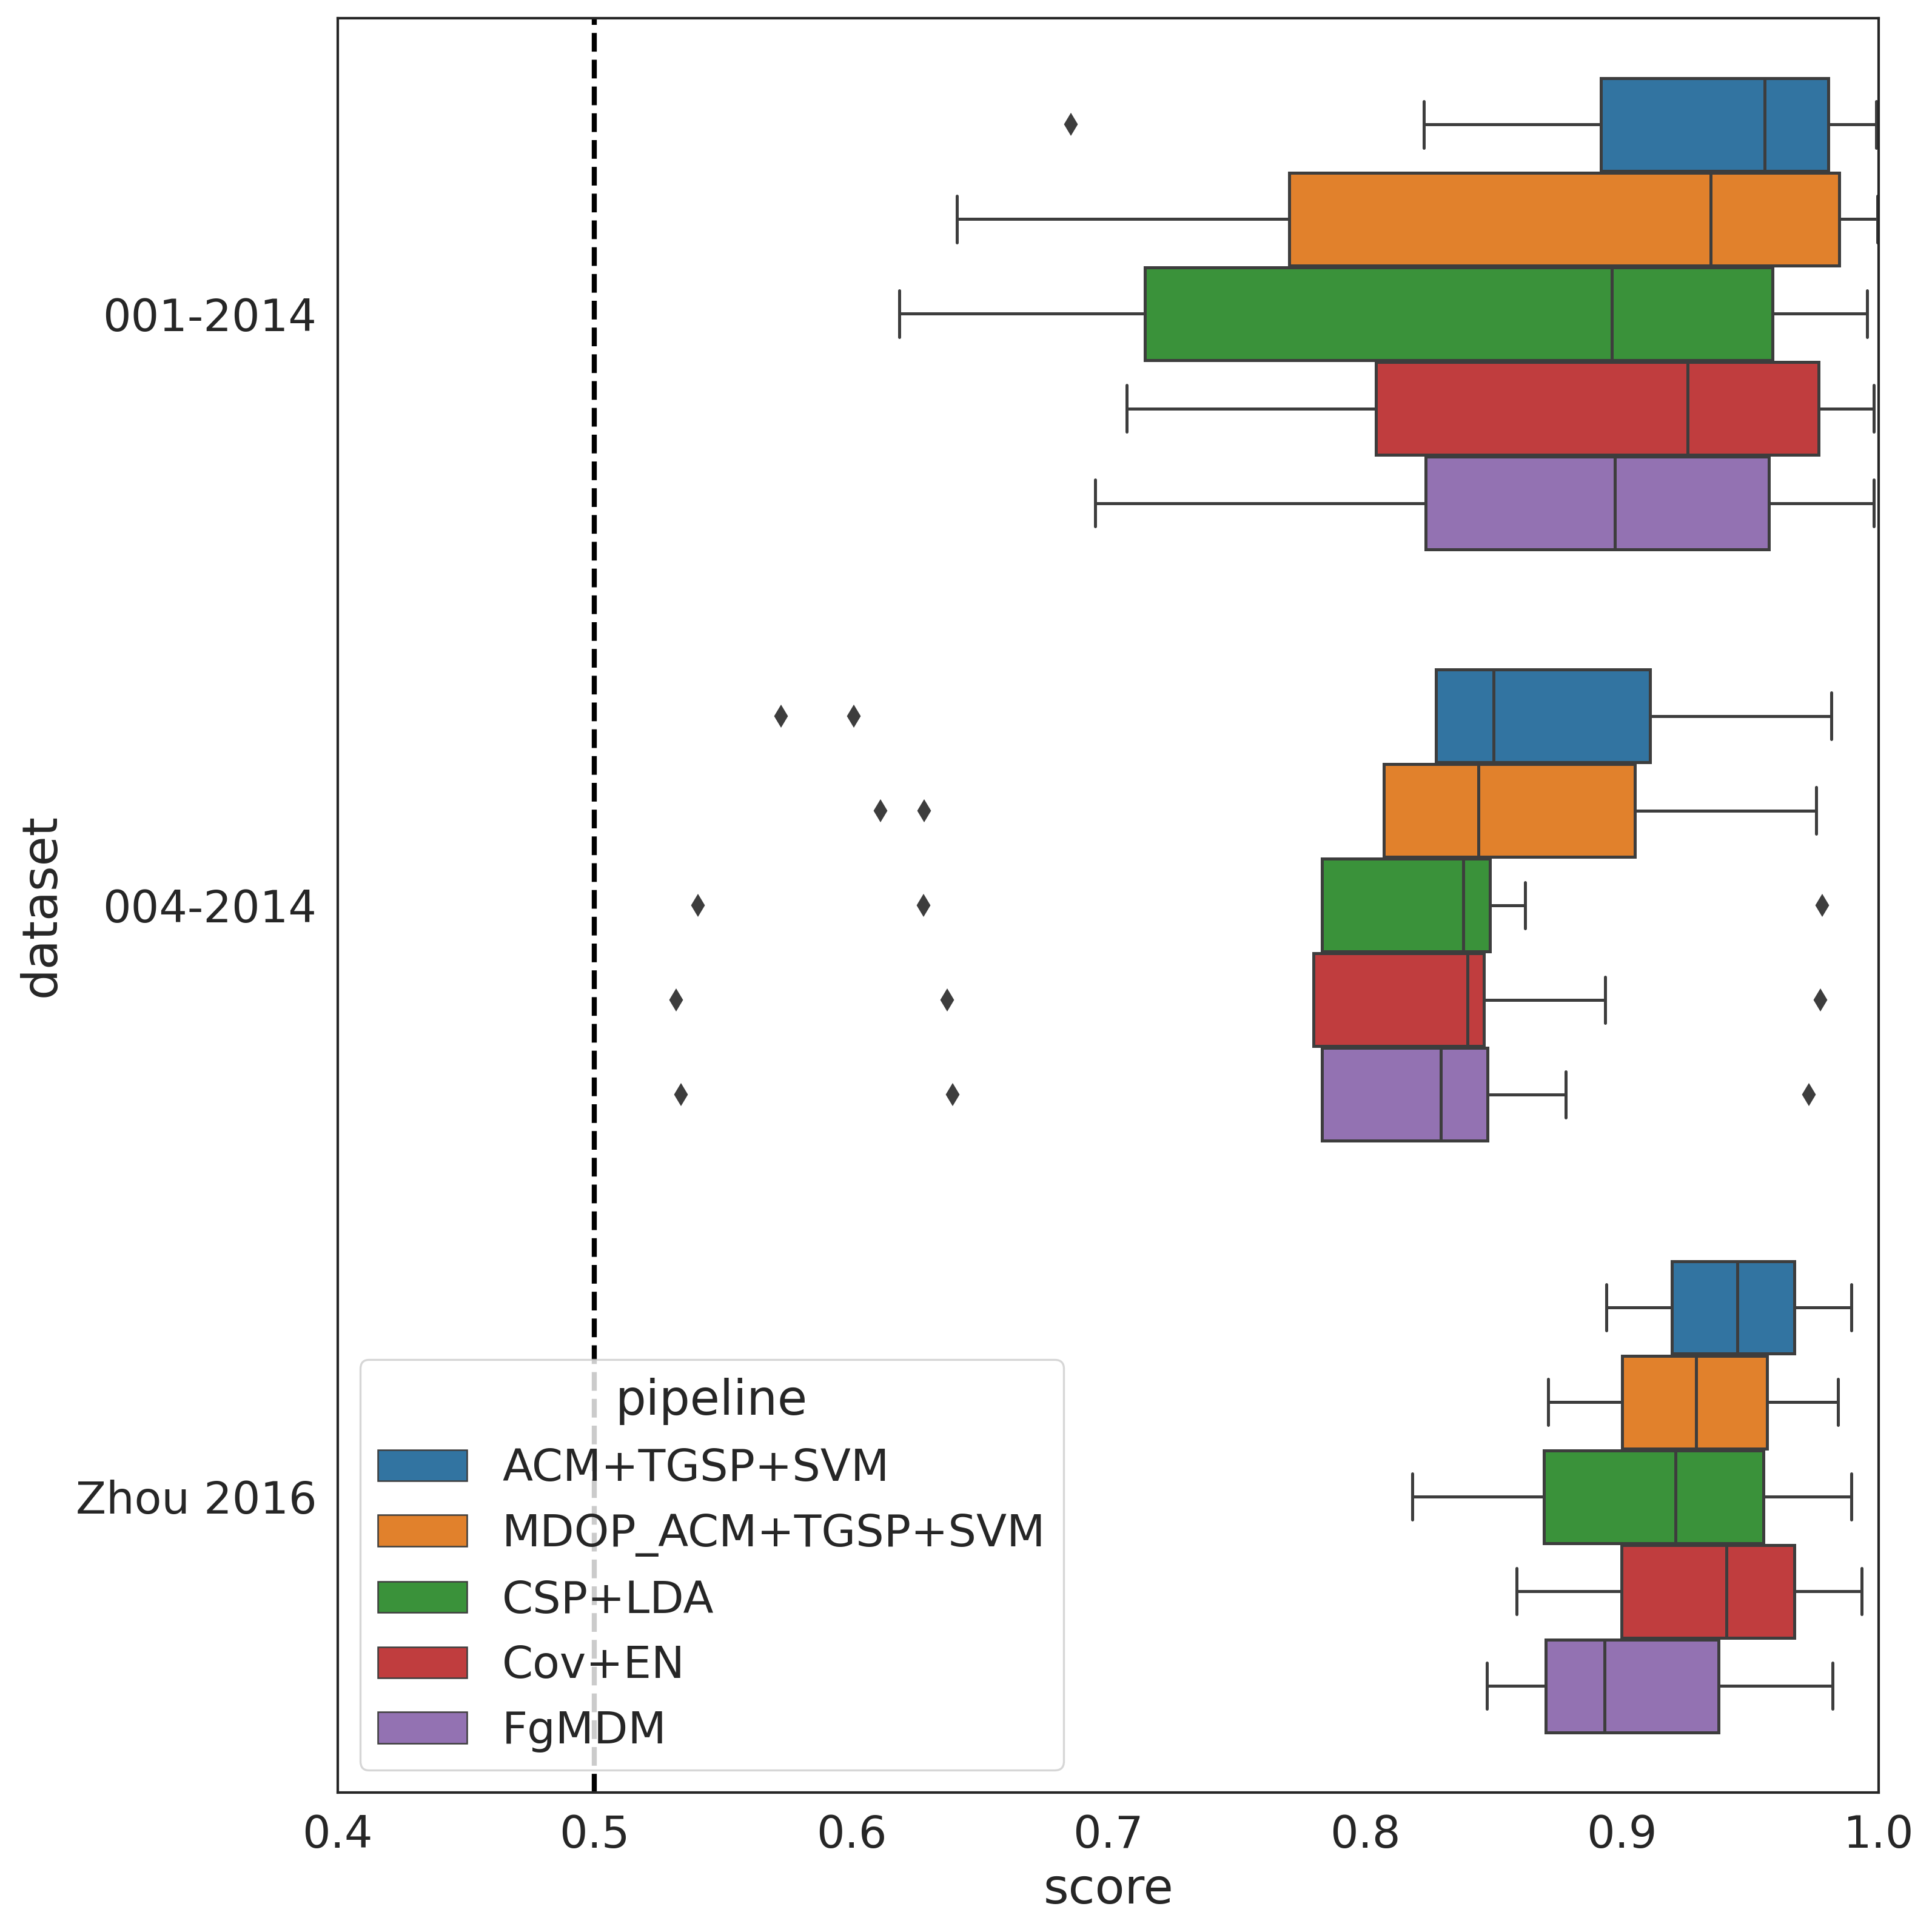 001-2014
004-2014
Zhou 2016
dataset
pipeline
ACM+TGSP+SVM
MDOP_ACM+TGSP+SVM
CSP+LDA
Cov+EN
FgMDM
0.4 0.5 0.6 0.7 0.8 0.9 1.0
score